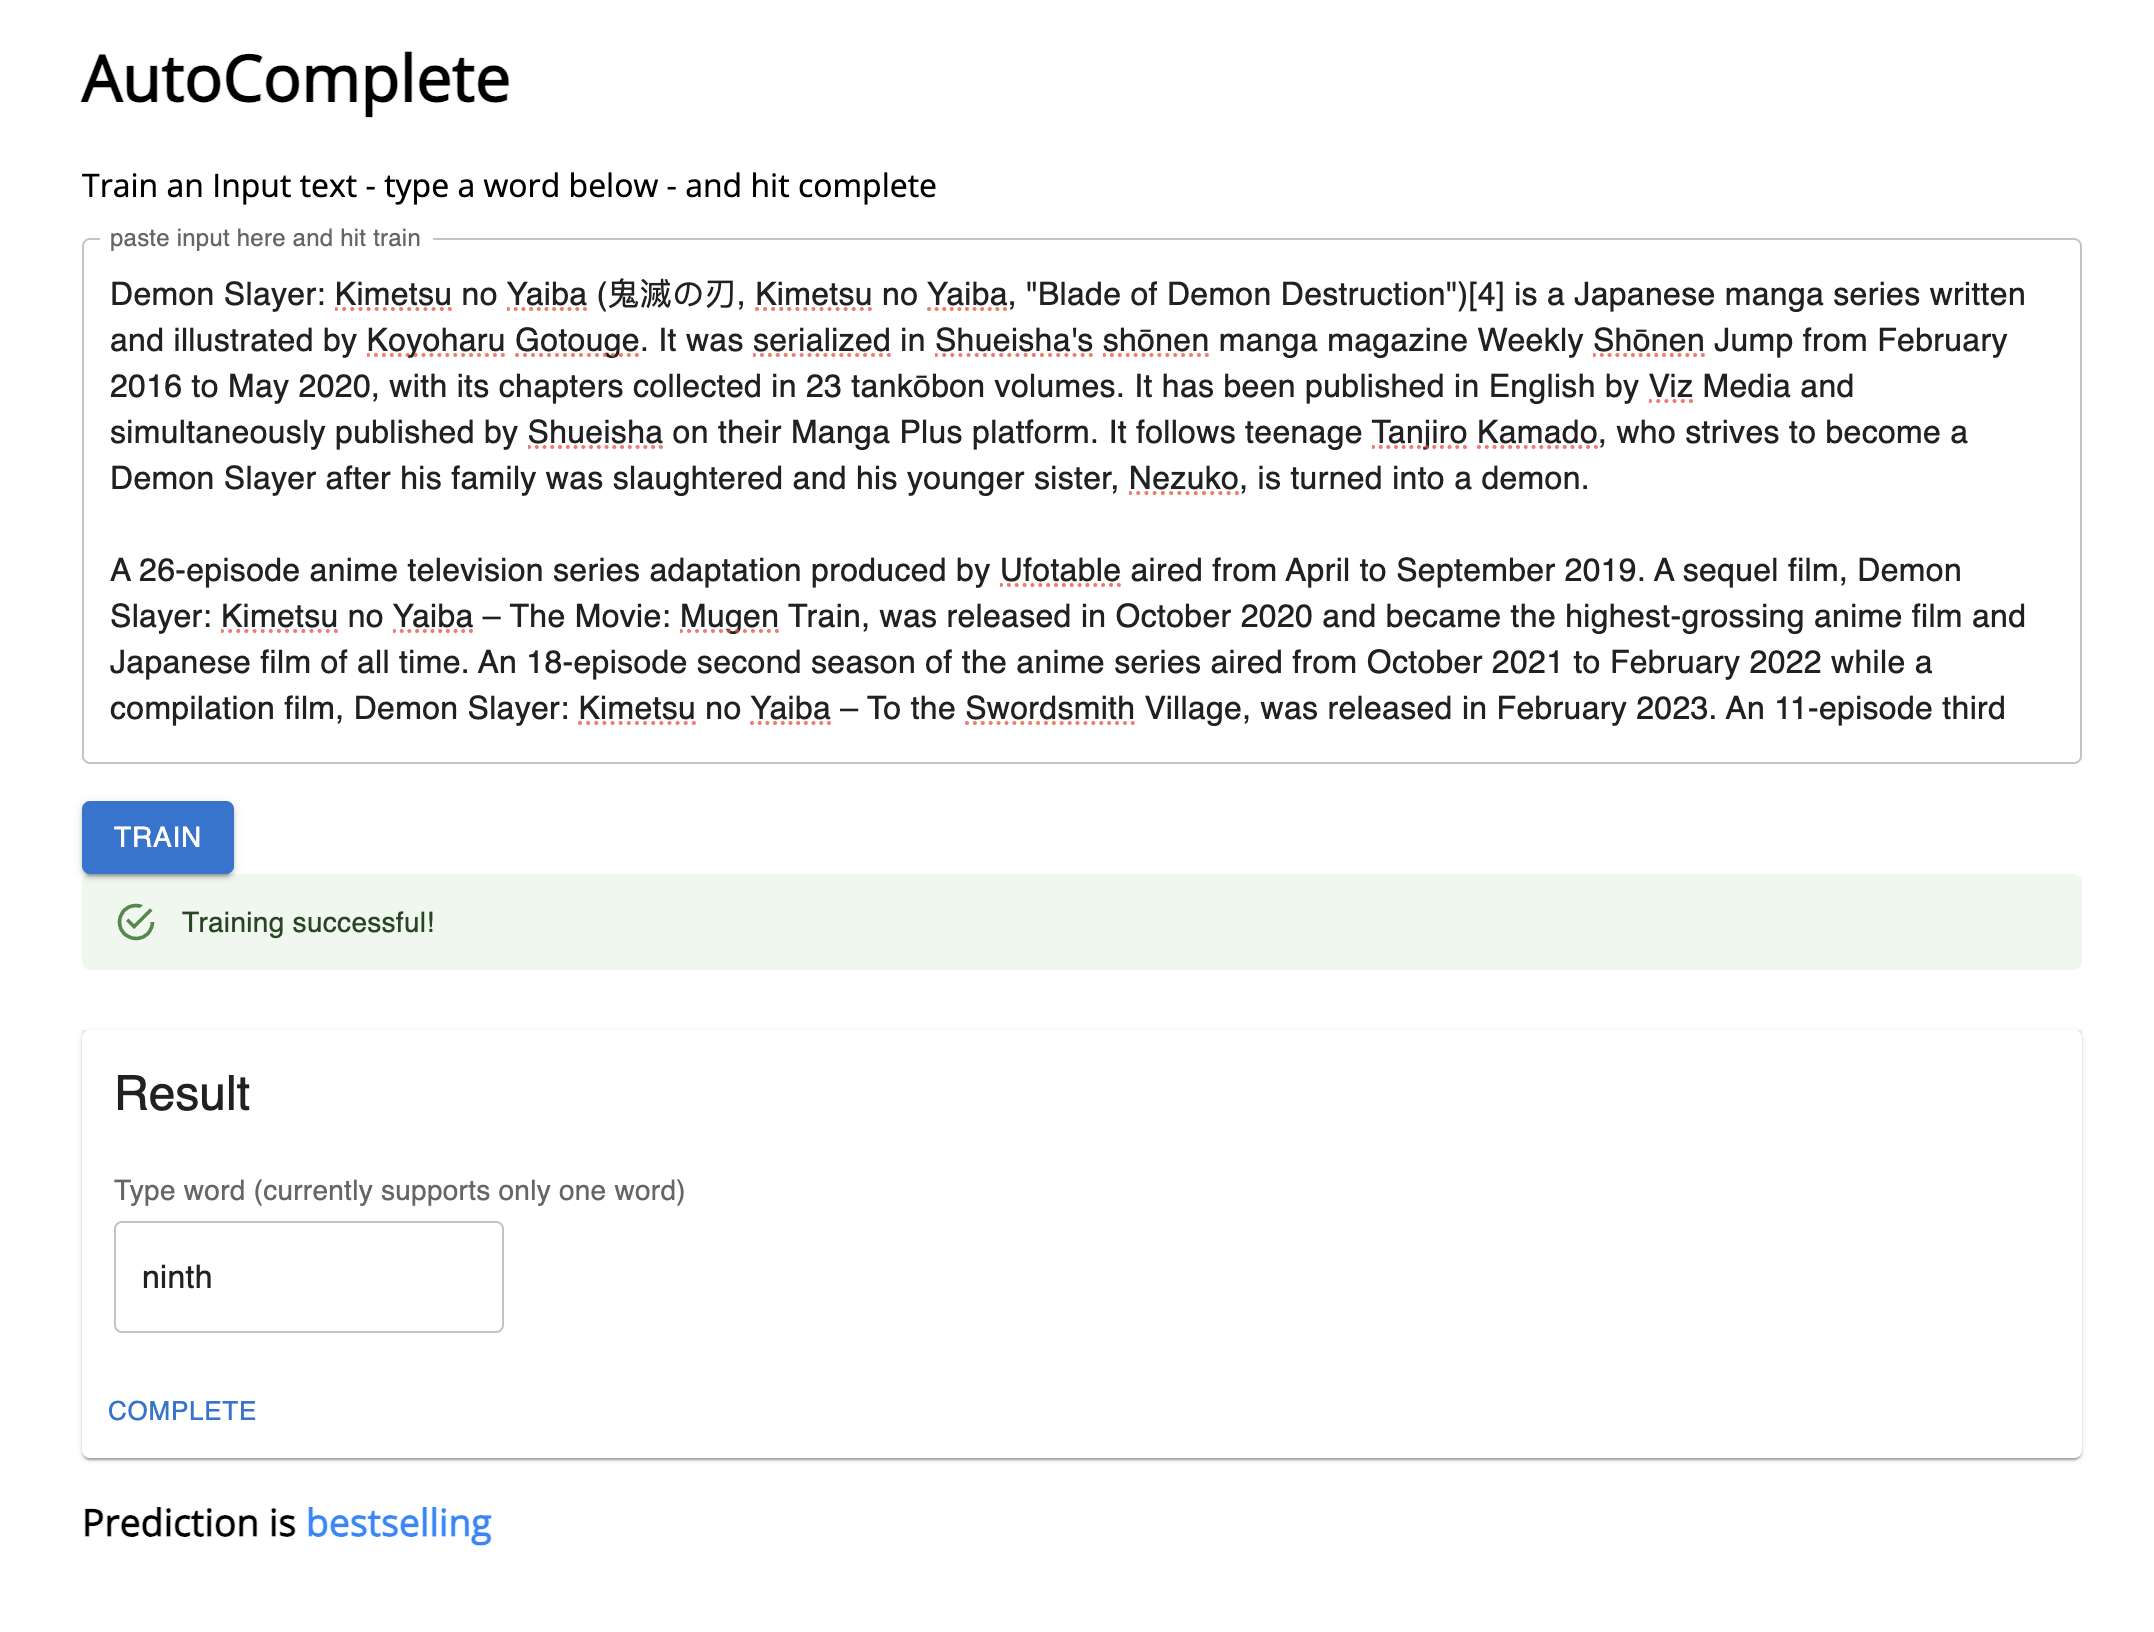 AutoComplete
Train an Input text - type a word below - and hit complete
paste input here and hit train
Demon Slayer: Kimetsu no Yaiba (鬼滅の刃, Kimetsu no Yaiba, "Blade of Demon Destruction")[4] is a Japanese manga series written
and illustrated by Koyoharu Gotouge. It was serialized in Shueisha's shōnen manga magazine Weekly Shōnen Jump from February
2016 to May 2020, with its chapters collected in 23 tankōbon volumes. It has been published in English by Viz Media and
simultaneously published by Shueisha on their Manga Plus platform. It follows teenage Tanjiro Kamado, who strives to become a
Demon Slayer after his family was slaughtered and his younger sister, Nezuko, is turned into a demon.
A 26-episode anime television series adaptation produced by Ufotable aired from April to September 2019. A sequel film, Demon
Slayer: Kimetsu no Yaiba – The Movie: Mugen Train, was released in October 2020 and became the highest-grossing anime film and
Japanese film of all time. An 18-episode second season of the anime series aired from October 2021 to February 2022 while a
compilation film, Demon Slayer: Kimetsu no Yaiba – To the Swordsmith Village, was released in February 2023. An 11-episode third
TRAIN
Training successful!
Result
Type word (currently supports only one word)
ninth
COMPLETE
Prediction is bestselling